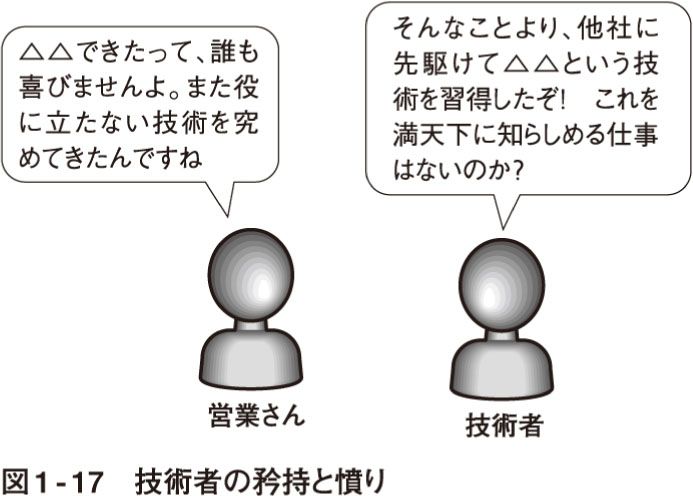 △△できたって、誰も
喜びませんよ。また役
に立たない技術を究
めてきたんですね
そんなことより、他社に
先駆けて△△という技
術を習得したぞ!　これを
満天下に知らしめる仕事
はないのか?
営業さん
技術者
図1-17　技術者の矜持と憤り